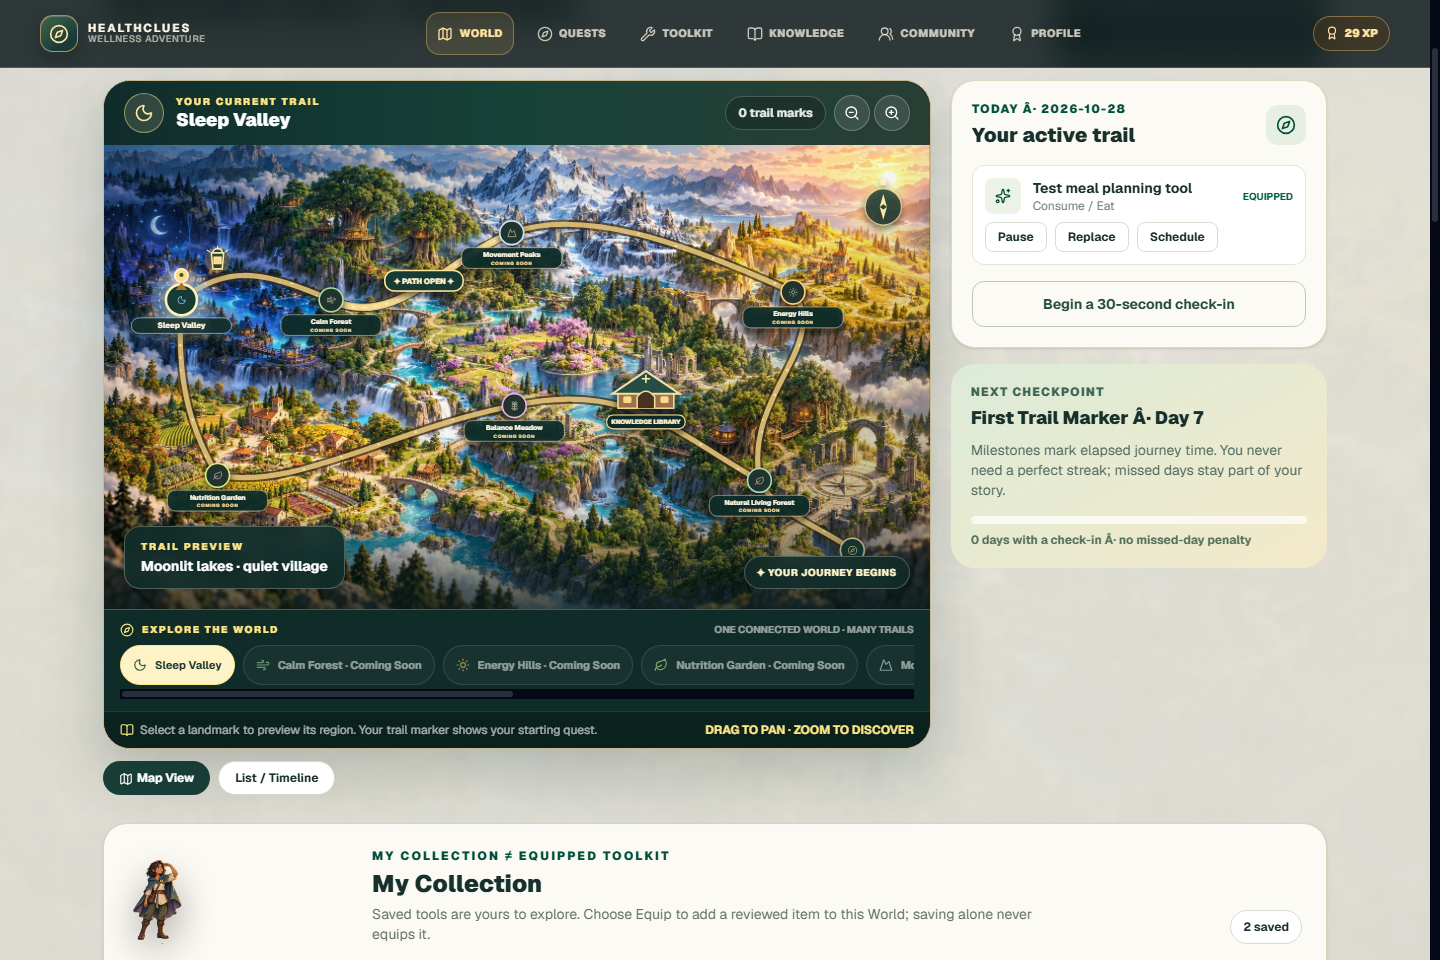 HEALTHCLUES
WELLNESS ADVENTURE
WORLD
QUESTS
TOOLKIT
KNOWLEDGE
COMMUNITY
PROFILE
29 XP
YOUR CURRENT TRAIL
Sleep Valley
0 trail marks
Movement Peaks
COMING SOON
✦ PATH OPEN ✦
Sleep Valley
Calm Forest
COMING SOON
Energy Hills
COMING SOON
KNOWLEDGE LIBRARY
Balance Meadow
COMING SOON
Nutrition Garden
COMING SOON
Natural Living Forest
COMING SOON
TRAIL PREVIEW
Moonlit lakes · quiet village
✦ YOUR JOURNEY BEGINS
EXPLORE THE WORLD
ONE CONNECTED WORLD · MANY TRAILS
Sleep Valley
Calm Forest · Coming Soon
Energy Hills · Coming Soon
Nutrition Garden · Coming Soon
Mo
Select a landmark to preview its region. Your trail marker shows your starting quest.
DRAG TO PAN · ZOOM TO DISCOVER
Map View
List / Timeline
TODAY Â· 2026-10-28
Your active trail
Test meal planning tool
Consume / Eat
EQUIPPED
Pause
Replace
Schedule
Begin a 30-second check-in
NEXT CHECKPOINT
First Trail Marker Â· Day 7
Milestones mark elapsed journey time. You never
need a perfect streak; missed days stay part of your
story.
0 days with a check-in Â· no missed-day penalty
MY COLLECTION ≠ EQUIPPED TOOLKIT
My Collection
Saved tools are yours to explore. Choose Equip to add a reviewed item to this World; saving alone never
equips it.
2 saved